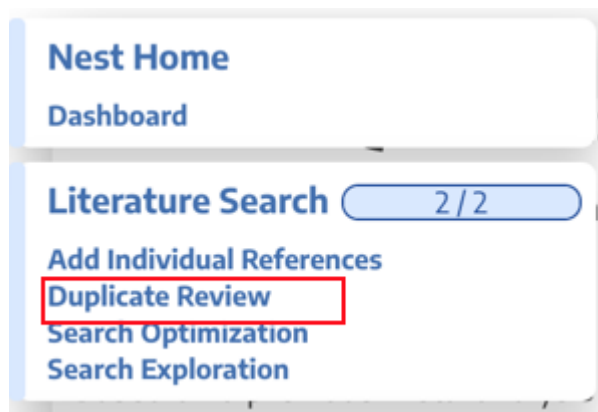 Nest Home
Dashboard
Literature Search 2 / 2
Add Individual References
Duplicate Review
Search Optimization
Search Exploration